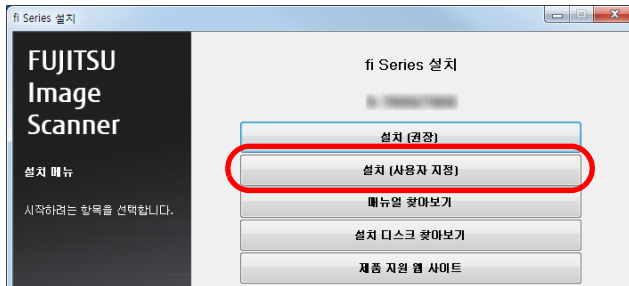 fi Series 설치
FUJITSU
Image
Scanner
설치 메뉴
시작하려는 항목을 선택합니다.
fi Series 설치
설치 (권장)
설치 (사용자 지정)
매뉴얼 찾아보기
설치 디스크 찾아보기
제품 지원 웹 사이트